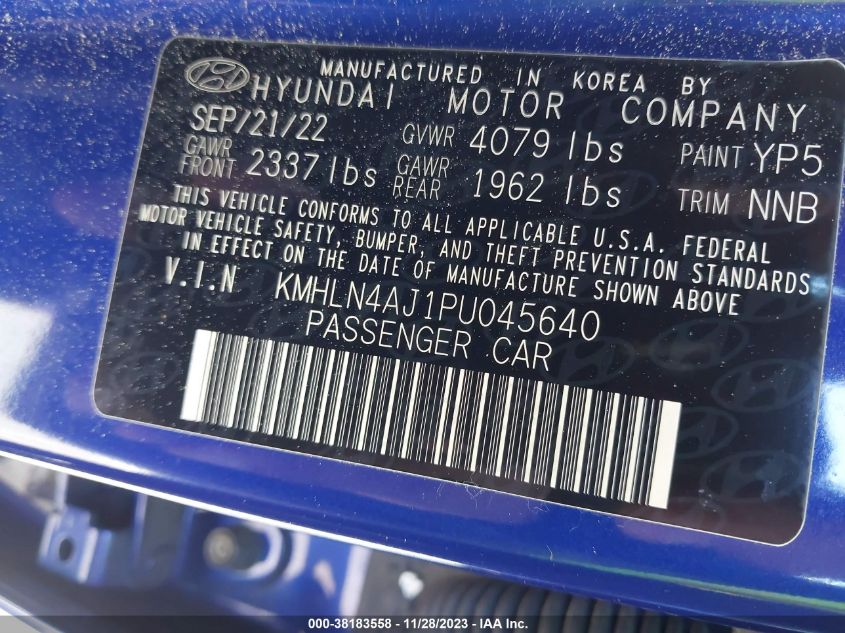 MANUFACTURED IN KOREA BY
HYUNDAI MOTOR COMPANY
SEP/21/22 GVWR 4079 lbs PAINT YP5
GAWR FRONT 2337 lbs GAWR REAR 1962 lbs TRIM NNB
THIS VEHICLE CONFORMS TO ALL APPLICABLE U.S.A. FEDERAL
MOTOR VEHICLE SAFETY, BUMPER, AND THEFT PREVENTION STANDARDS
IN EFFECT ON THE DATE OF MANUFACTURE SHOWN ABOVE
V.I.N KMHLN4AJ1PU045640
PASSENGER CAR
000-38183558 — 11/28/2023 — IAA Inc.